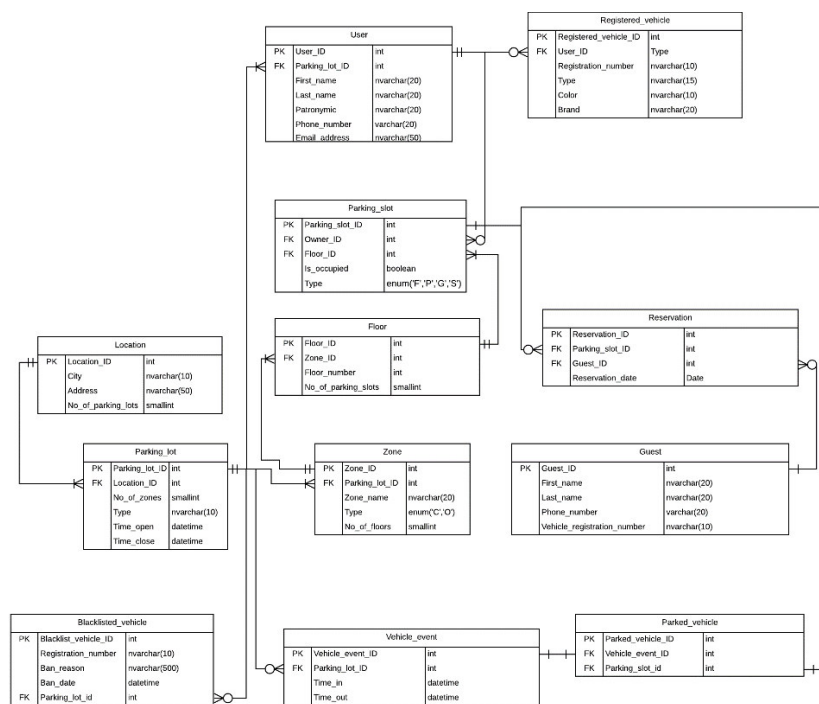 User
PK User_ID int
FK Parking_lot_ID int
First_name nvarchar(20)
Last_name nvarchar(20)
Patronymic nvarchar(20)
Phone_number varchar(20)
Email_address nvarchar(50)
Registered_vehicle
PK Registered_vehicle_ID int
FK User_ID Type
Registration_number nvarchar(10)
Type nvarchar(15)
Color nvarchar(10)
Brand nvarchar(20)
Parking_slot
PK Parking_slot_ID int
FK Owner_ID int
FK Floor_ID int
Is_occupied boolean
Type enum('F','P','G','S')
Floor
PK Floor_ID int
FK Zone_ID int
Floor_number int
No_of_parking_slots smallint
Reservation
PK Reservation_ID int
FK Parking_slot_ID int
FK Guest_ID int
Reservation_date Date
Location
PK Location_ID int
City nvarchar(10)
Address nvarchar(50)
No_of_parking_lots smallint
Parking_lot
PK Parking_lot_ID int
FK Location_ID int
No_of_zones smallint
Type nvarchar(10)
Time_open datetime
Time_close datetime
Zone
PK Zone_ID int
FK Parking_lot_ID int
Zone_name nvarchar(20)
Type enum('C','O')
No_of_floors smallint
Guest
PK Guest_ID int
First_name nvarchar(20)
Last_name nvarchar(20)
Phone_number varchar(20)
Vehicle_registration_number nvarchar(10)
Blacklisted_vehicle
PK Blacklist_vehicle_ID int
Registration_number nvarchar(10)
Ban_reason nvarchar(500)
Ban_date datetime
FK Parking_lot_id int
Vehicle_event
PK Vehicle_event_ID int
FK Parking_lot_ID int
Time_in datetime
Time_out datetime
Parked_vehicle
PK Parked_vehicle_ID int
FK Vehicle_event_ID int
FK Parking_slot_id int